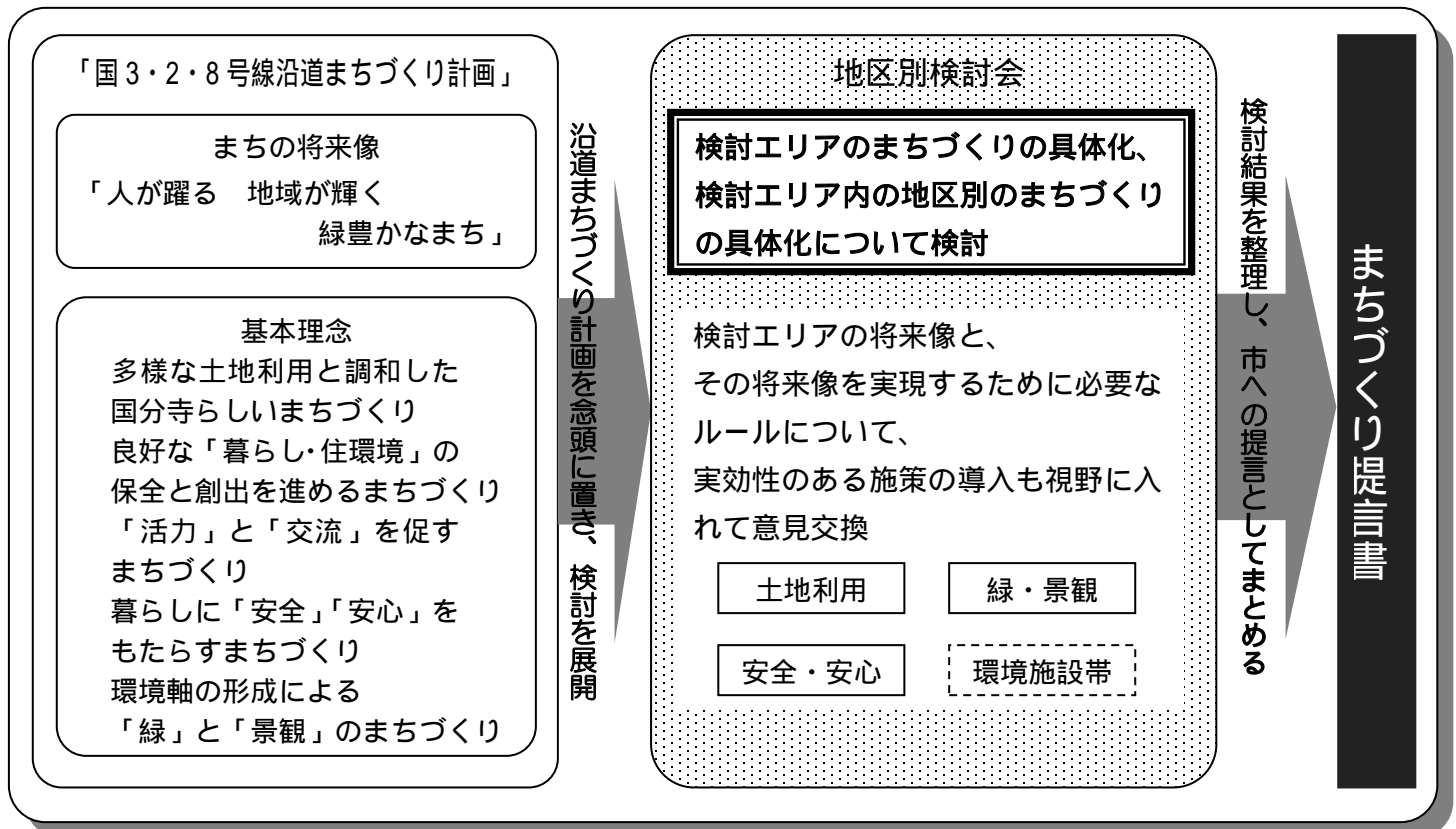 「国3・2・8号線沿道まちづくり計画」
まちの将来像
「人が躍る　地域が輝く
緑豊かなまち」
基本理念
多様な土地利用と調和した
国分寺らしいまちづくり
良好な「暮らし・住環境」の
保全と創出を進めるまちづくり
「活力」と「交流」を促す
まちづくり
暮らしに「安全」「安心」を
もたらすまちづくり
環境軸の形成による
「緑」と「景観」のまちづくり
沿道まちづくり計画を念頭に置き、検討を展開
地区別検討会
検討エリアのまちづくりの具体化、
検討エリア内の地区別のまちづくり
の具体化について検討
検討エリアの将来像と、
その将来像を実現するために必要な
ルールについて、
実効性のある施策の導入も視野に入
れて意見交換
土地利用
緑・景観
安全・安心
環境施設帯
検討結果を整理し、市への提言としてまとめる
まちづくり提言書